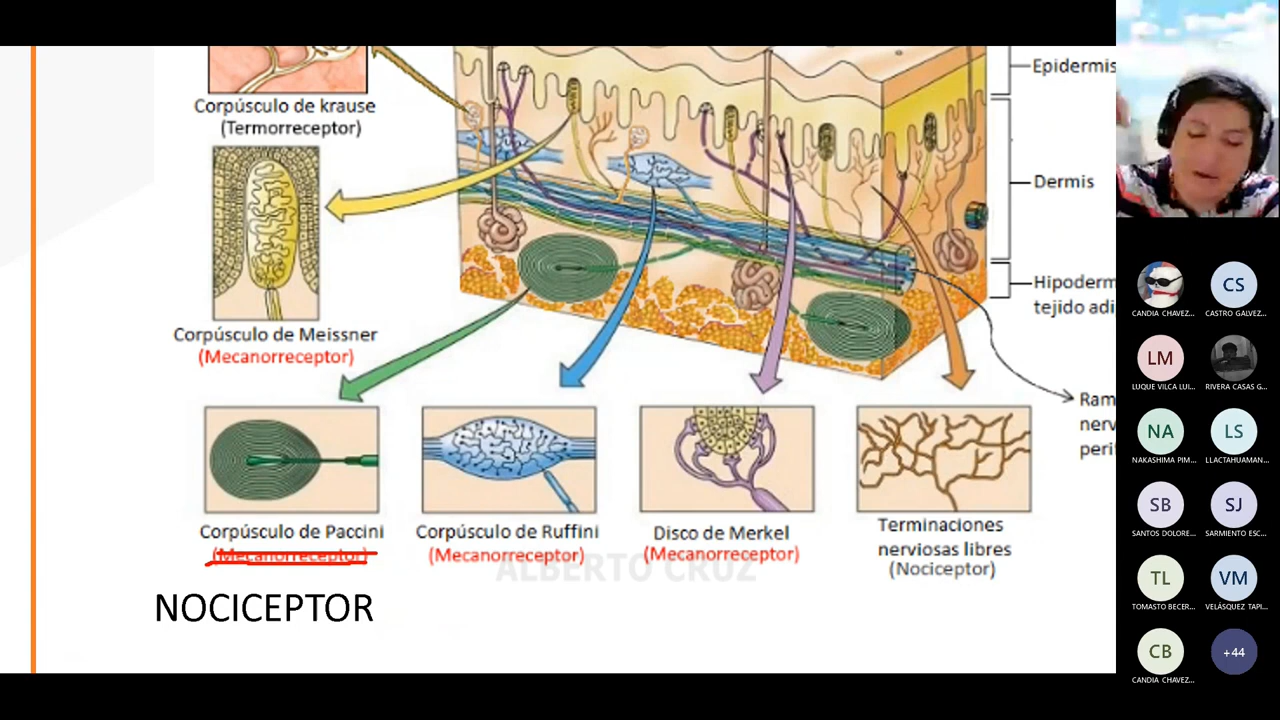 Corpúsculo de krause
(Termorreceptor)
Corpúsculo de Meissner
(Mecanorreceptor)
Epidermis
Dermis
Hipoderm
tejido adi
Ram
nerv
peri
Corpúsculo de Paccini
(Mecanorreceptor)
Corpúsculo de Ruffini
(Mecanorreceptor)
Disco de Merkel
(Mecanorreceptor)
Terminaciones
nerviosas libres
(Nociceptor)
ALBERTO CRUZ
NOCICEPTOR
CANDIA CHAVEZ...
CS
CASTRO GALVEZ...
LM
LUQUE VILCA LUI...
RIVERA CASAS G...
NA
NAKASHIMA PIM...
LS
LLACTAHUAMAN...
SB
SANTOS DOLORE...
SJ
SARMIENTO ESC...
TL
TOMASTO BECER...
VM
VELÁSQUEZ TAPI...
CB
CANDIA CHAVEZ...
+44